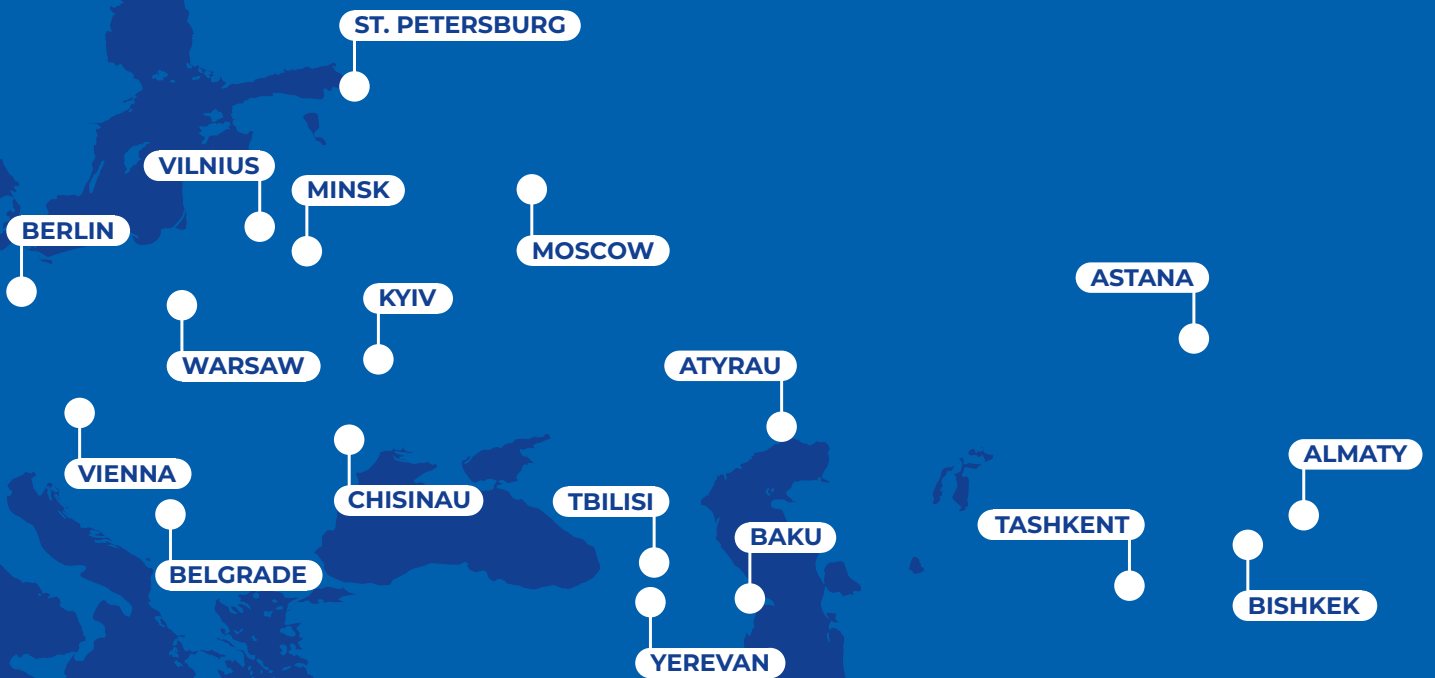 ST. PETERSBURG
VILNIUS
MINSK
BERLIN
MOSCOW
ASTANA
KYIV
WARSAW
ATYRAU
ALMATY
VIENNA
CHISINAU
TBILISI
TASHKENT
BAKU
BELGRADE
BISHKEK
YEREVAN